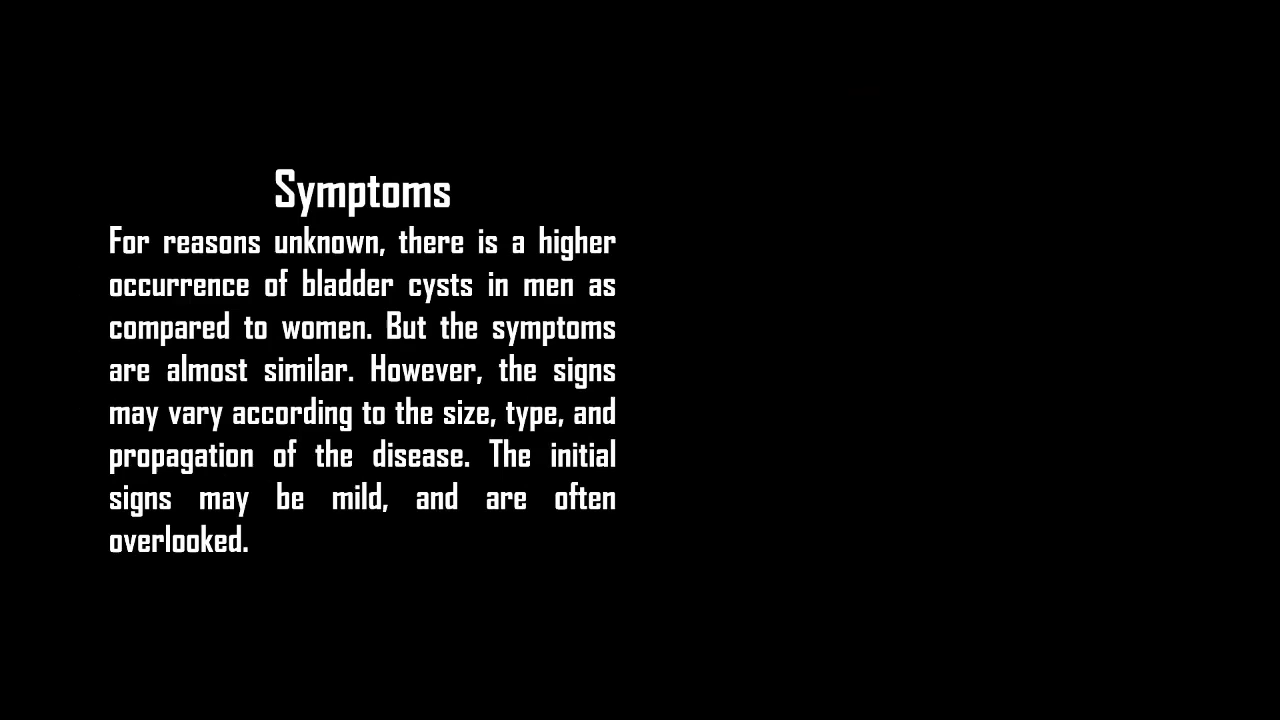 Symptoms
For reasons unknown, there is a higher
occurrence of bladder cysts in men as
compared to women. But the symptoms
are almost similar. However, the signs
may vary according to the size, type, and
propagation of the disease. The initial
signs may be mild, and are often
overlooked.